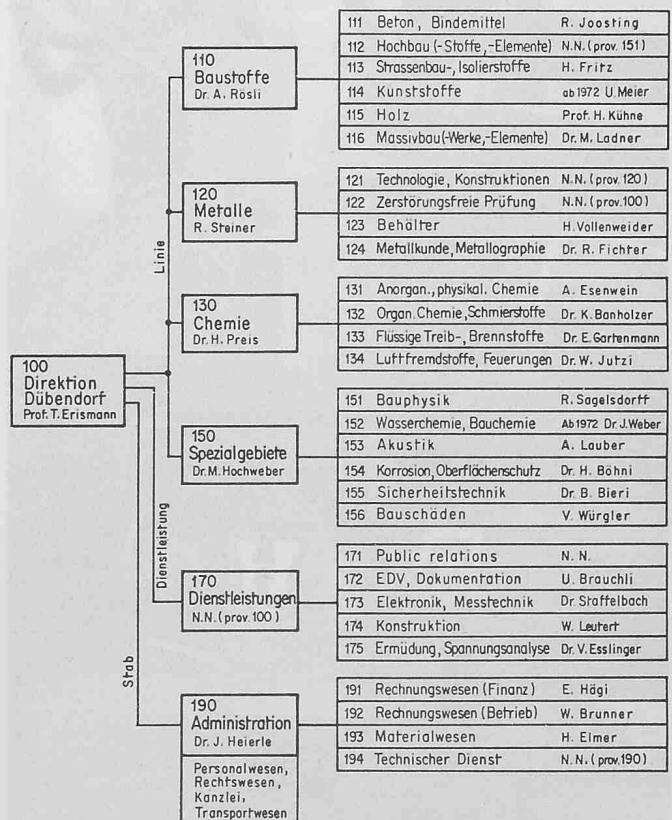 100
Direktion
Dübendorf
Prof. T. Erismann
Linie
Dienstleistung
Stab
110
Baustoffe
Dr. A. Rösli
111 Beton, Bindemittel R. Joosting
112 Hochbau (-Stoffe,-Elemente) N.N. (prov. 151)
113 Strassenbau-, Isolierstoffe H. Fritz
114 Kunststoffe ab 1972 U. Meier
115 Holz Prof. H. Kühne
116 Massivbau (-Werke,-Elemente) Dr. M. Ladner
120
Metalle
R. Steiner
121 Technologie, Konstruktionen N.N. (prov. 120)
122 Zerstörungsfreie Prüfung N.N. (prov. 100)
123 Behälter H. Vollenweider
124 Metallkunde, Metallographie Dr. R. Fichter
130
Chemie
Dr. H. Preis
131 Anorgan., physikal. Chemie A. Esenwein
132 Organ. Chemie, Schmierstoffe Dr. K. Banholzer
133 Flüssige Treib-, Brennstoffe Dr. E. Gartenmann
134 Luftfremdstoffe, Feuerungen Dr. W. Jutzi
150
Spezialgebiete
Dr. M. Hochweber
151 Bauphysik R. Sagelsdorff
152 Wasserchemie, Bauchemie Ab 1972 Dr. J. Weber
153 Akustik A. Lauber
154 Korrosion, Oberflächenschutz Dr. H. Böhni
155 Sicherheitstechnik Dr. B. Bieri
156 Bauschäden V. Würgler
170
Dienstleistungen
N.N. (prov. 100)
171 Public relations N. N.
172 EDV, Dokumentation U. Brauchli
173 Elektronik, Messtechnik Dr. Staffelbach
174 Konstruktion W. Leutert
175 Ermüdung, Spannungsanalyse Dr. V. Esslinger
190
Administration
Dr. J. Heierle
Personalwesen,
Rechtswesen,
Kanzlei,
Transportwesen
191 Rechnungswesen (Finanz) E. Hägi
192 Rechnungswesen (Betrieb) W. Brunner
193 Materialwesen H. Elmer
194 Technischer Dienst N.N. (prov. 190)